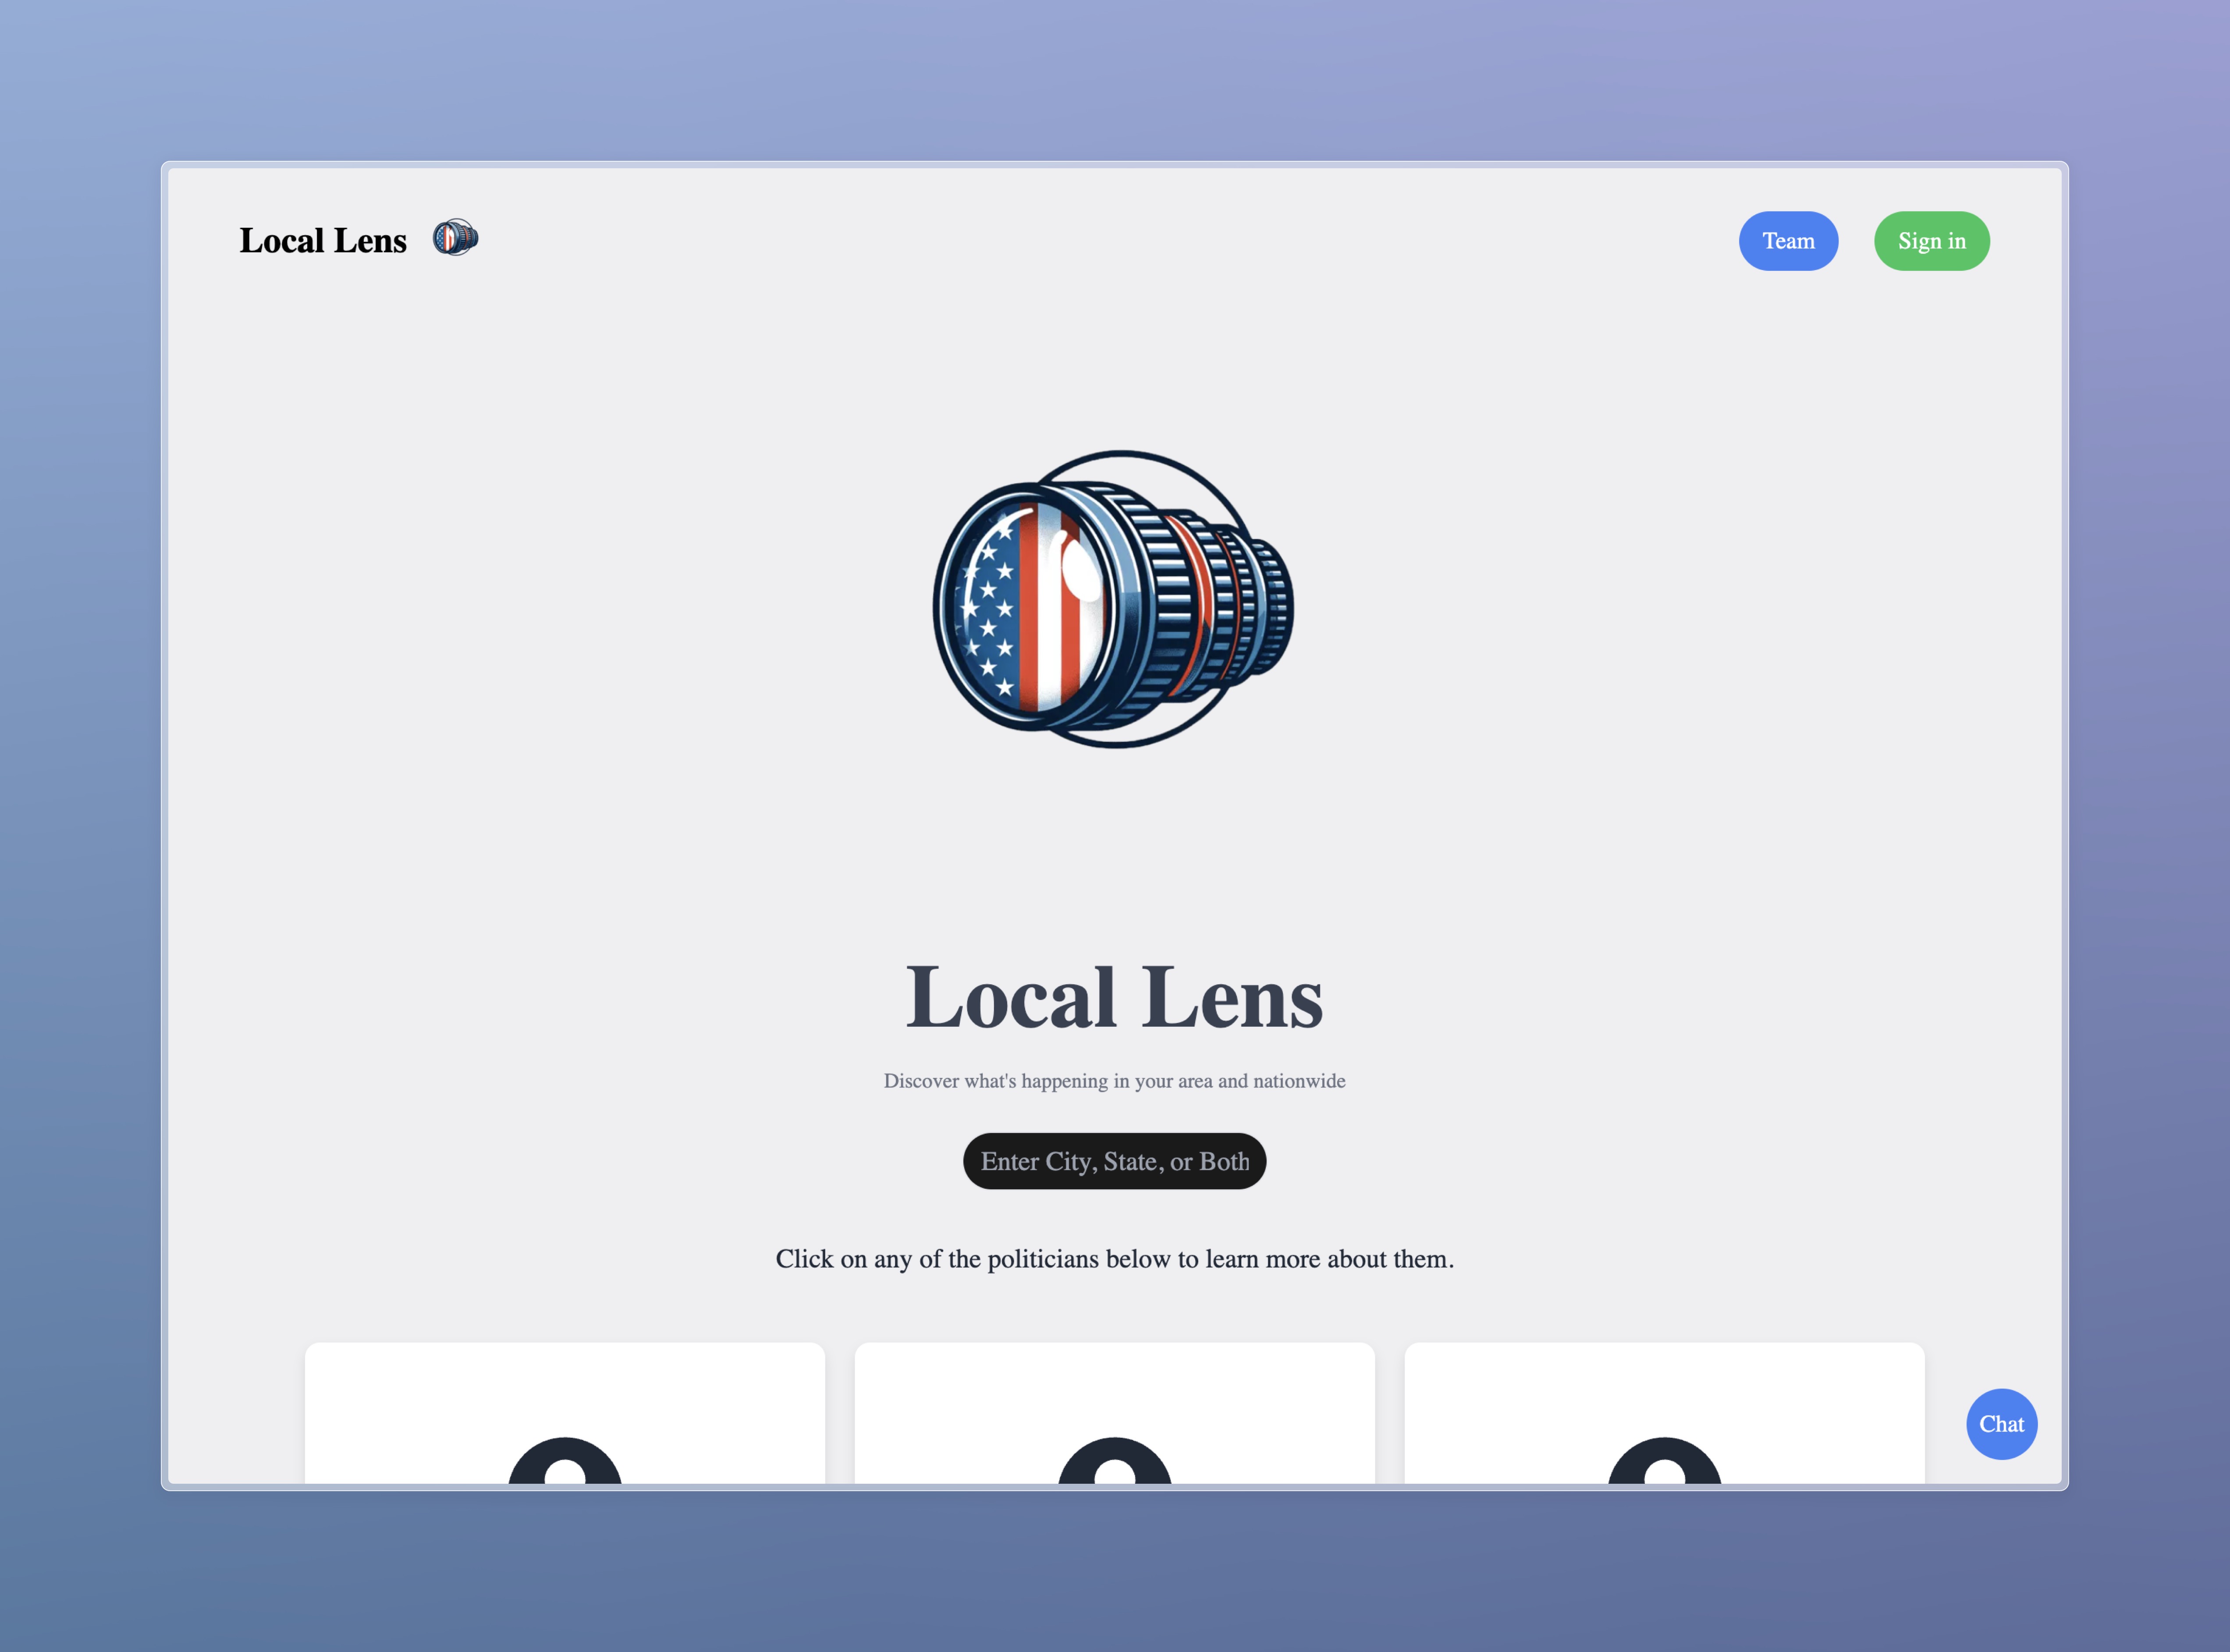 Local Lens
Team
Sign in
Local Lens
Discover what's happening in your area and nationwide
Enter City, State, or Both
Click on any of the politicians below to learn more about them.
Chat